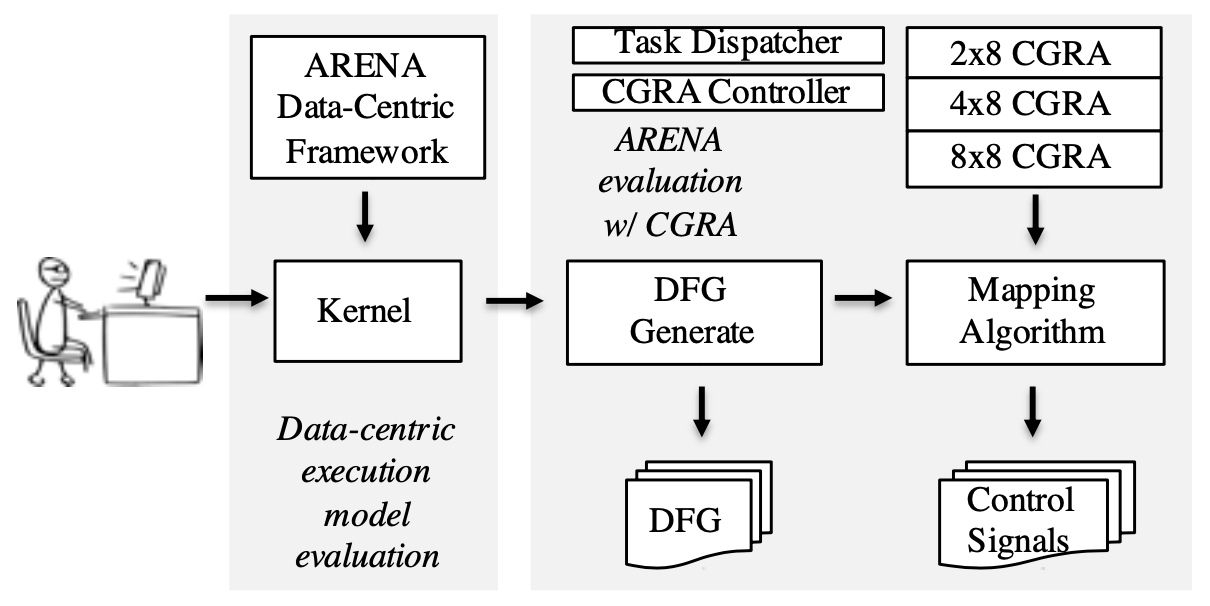 ARENA
Data-Centric
Framework
Kernel
Data-centric
execution
model
evaluation
Task Dispatcher
CGRA Controller
ARENA
evaluation
w/ CGRA
2x8 CGRA
4x8 CGRA
8x8 CGRA
DFG
Generate
Mapping
Algorithm
DFG
Control
Signals